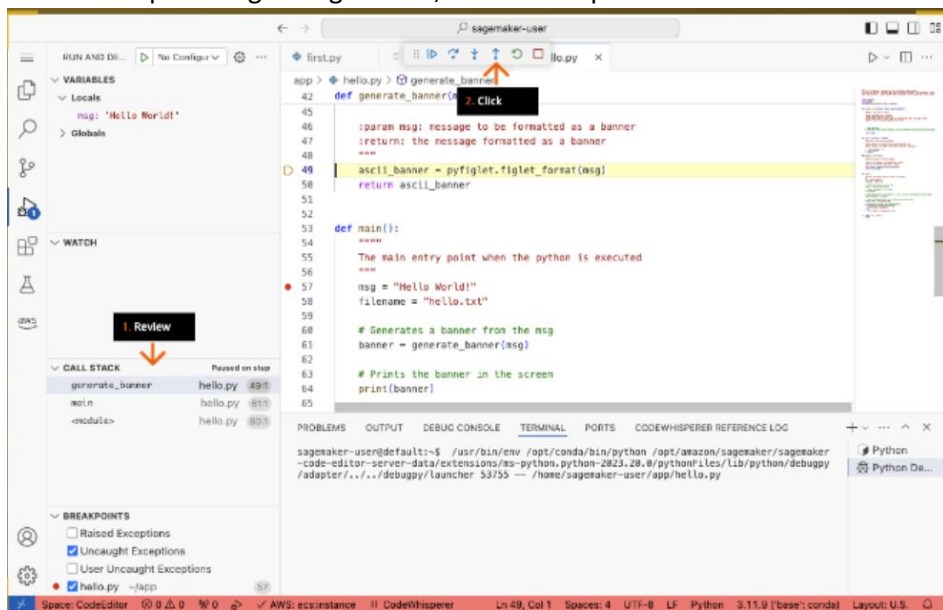 sagemaker-user
RUN AND DE... No Configur
first.py
hello.py
VARIABLES
Locals
msg: 'Hello World!'
Globals
app > hello.py > generate_banner
2. Click
42 def generate_banner(m
45
46 :param msg: message to be formatted as a banner
47 :return: the message formatted as a banner
48 """
49 ascii_banner = pyfiglet.figlet_format(msg)
50 return ascii_banner
51
52
53 def main():
54 """
55 The main entry point when the python is executed
56 """
57 msg = "Hello World!"
58 filename = "hello.txt"
59
60 # Generates a banner from the msg
61 banner = generate_banner(msg)
62
63 # Prints the banner in the screen
64 print(banner)
65
WATCH
aws
1. Review
CALL STACK Paused on step
generate_banner hello.py 49:1
main hello.py 61:1
<module> hello.py 80:1
PROBLEMS OUTPUT DEBUG CONSOLE TERMINAL PORTS CODEWHISPERER REFERENCE LOG
sagemaker-user@default:~$ /usr/bin/env /opt/conda/bin/python /opt/amazon/sagemaker/sagemaker
-code-editor-server-data/extensions/ms-python.python-2023.20.0/pythonFiles/lib/python/debugpy
/adapter/../../debugpy/launcher 53755 -- /home/sagemaker-user/app/hello.py
Python
Python De...
BREAKPOINTS
Raised Exceptions
Uncaught Exceptions
User Uncaught Exceptions
hello.py ~/app 57
Space: CodeEditor 0 0 0 AWS: ecs:instance CodeWhisperer Ln 49, Col 1 Spaces: 4 UTF-8 LF Python 3.11.9 ('base': conda) Layout: U.S.